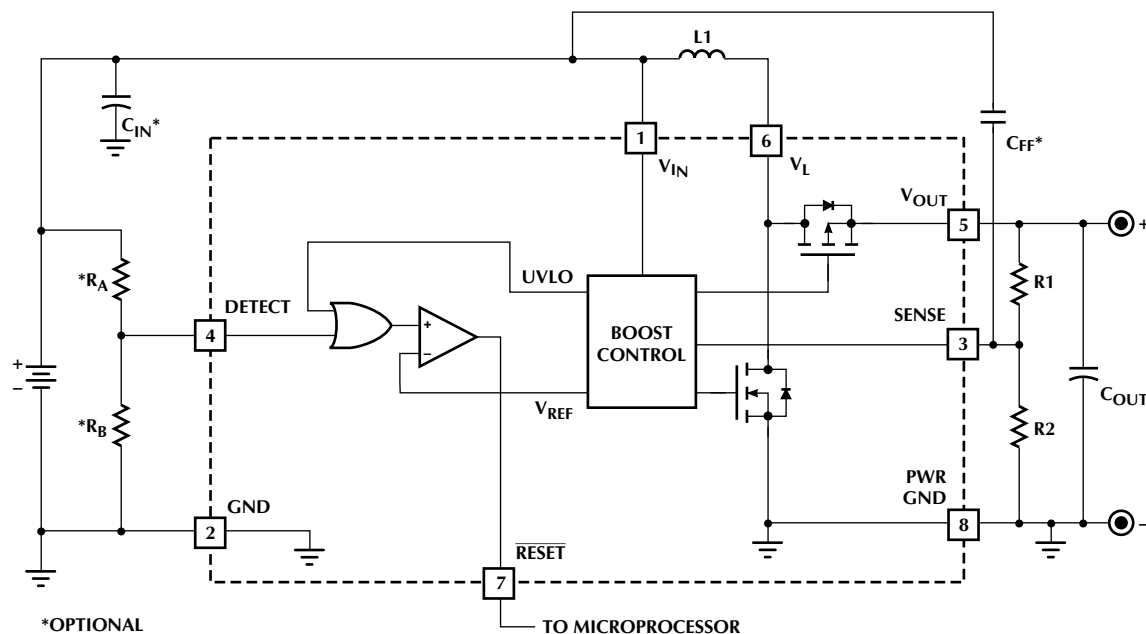 L1
C_IN*
1
V_IN
6
V_L
C_FF*
V_OUT
5
+
*R_A
UVLO
R1
DETECT
4
+
−
BOOST
CONTROL
SENSE
3
+
−
*R_B
V_REF
C_OUT
R2
GND
2
PWR
GND
8
−
RESET
7
*OPTIONAL
TO MICROPROCESSOR